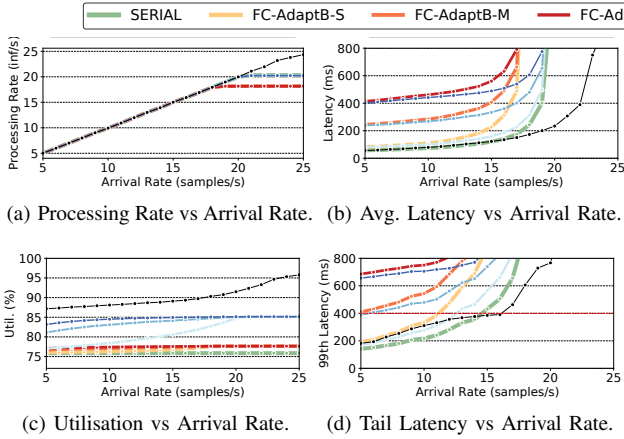 SERIAL FC-AdaptB-S FC-AdaptB-M FC-Ad
Processing Rate (inf/s)
25
20
15
10
5
5 10 15 20 25
Arrival Rate (samples/s)
Latency (ms)
800
600
400
200
0
5 10 15 20 25
Arrival Rate (samples/s)
(a) Processing Rate vs Arrival Rate. (b) Avg. Latency vs Arrival Rate.
Util. (%)
100
95
90
85
80
75
5 10 15 20 25
Arrival Rate (samples/s)
99th Latency (ms)
800
600
400
200
0
5 10 15 20 25
Arrival Rate (samples/s)
(c) Utilisation vs Arrival Rate. (d) Tail Latency vs Arrival Rate.